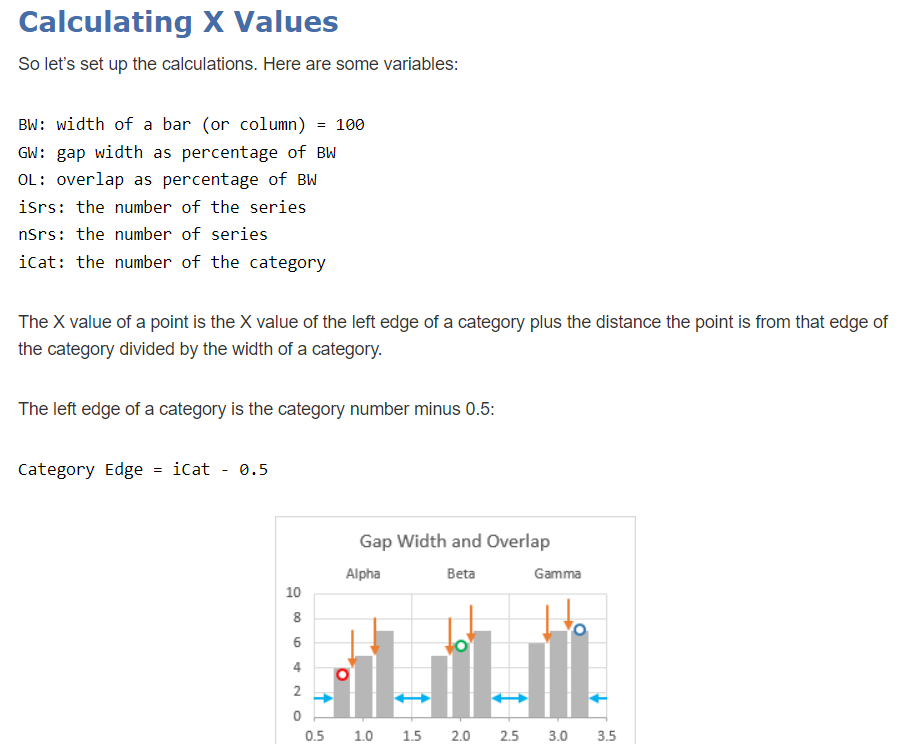 Calculating X Values
So let’s set up the calculations. Here are some variables:
BW: width of a bar (or column) = 100
GW: gap width as percentage of BW
OL: overlap as percentage of BW
iSrs: the number of the series
nSrs: the number of series
iCat: the number of the category
The X value of a point is the X value of the left edge of a category plus the distance the point is from that edge of
the category divided by the width of a category.
The left edge of a category is the category number minus 0.5:
Category Edge = iCat - 0.5
Gap Width and Overlap
Alpha Beta Gamma
10
8
6
4
2
0
0.5 1.0 1.5 2.0 2.5 3.0 3.5